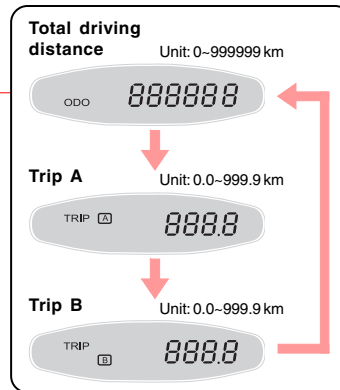 Total driving
distance
Unit: 0~999999 km
ODO 888888
Trip A
Unit: 0.0~999.9 km
TRIP A 888.8
Trip B
Unit: 0.0~999.9 km
TRIP
B 888.8